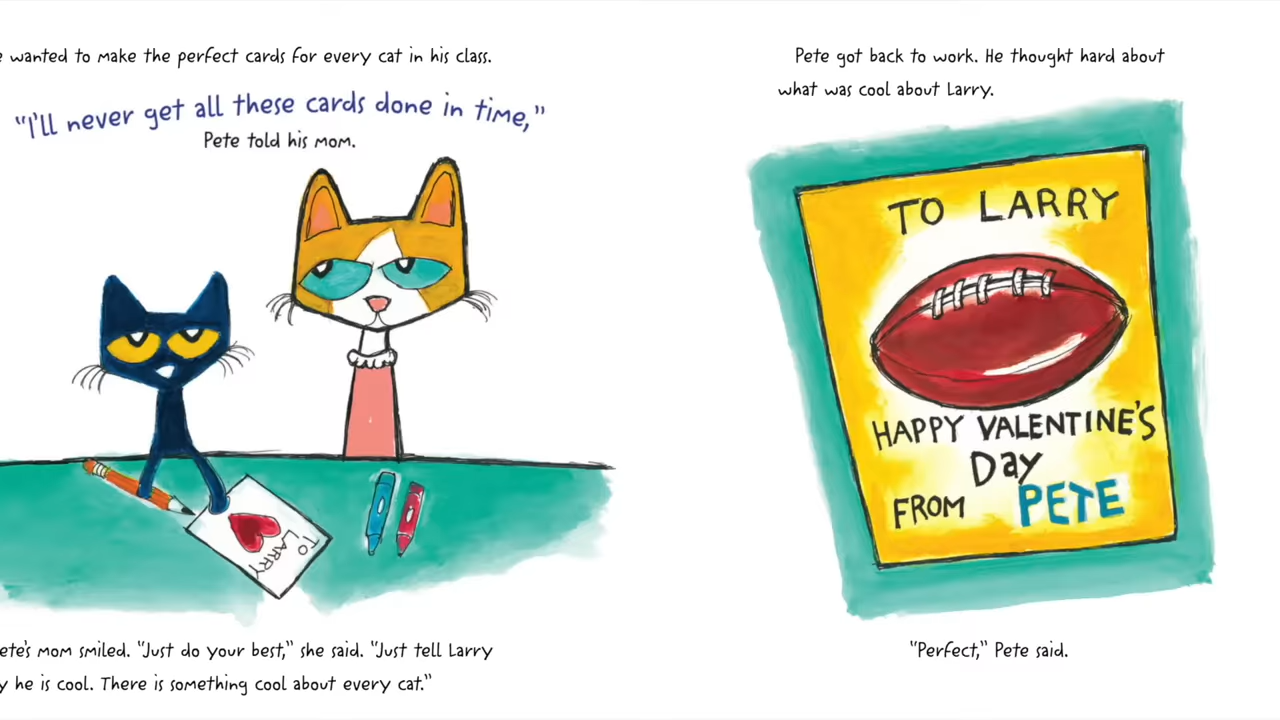 e wanted to make the perfect cards for every cat in his class.
"I'll never get all these cards done in time,"
Pete told his mom.
TO
LARRY
ete's mom smiled. "Just do your best," she said. "Just tell Larry
y he is cool. There is something cool about every cat."
Pete got back to work. He thought hard about
what was cool about Larry.
TO LARRY
HAPPY VALENTINE'S
Day
FROM PETE
"Perfect," Pete said.